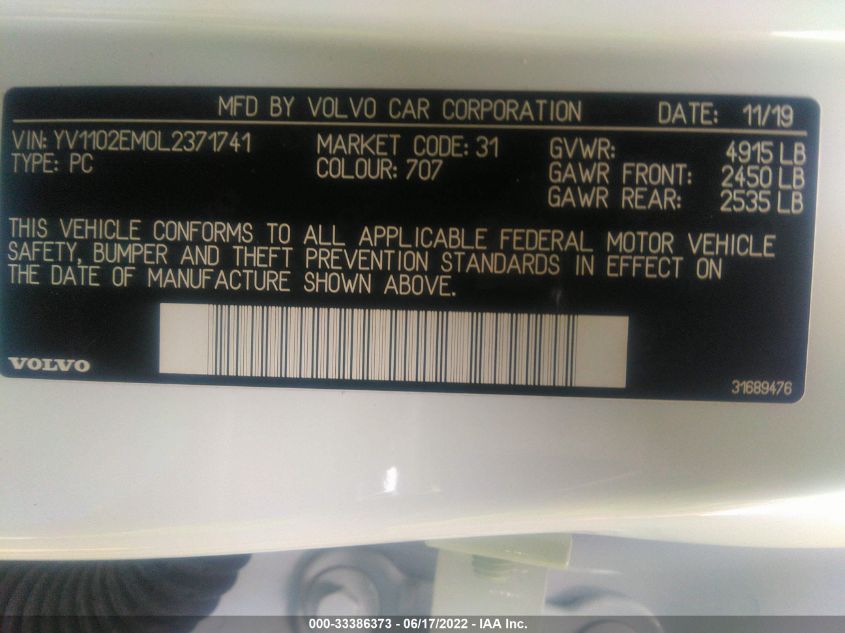 MFD BY VOLVO CAR CORPORATION DATE: 11/19
VIN: YV1102EM0L2371741 MARKET CODE: 31 GVWR: 4915 LB
TYPE: PC COLOUR: 707 GAWR FRONT: 2450 LB
GAWR REAR: 2535 LB
THIS VEHICLE CONFORMS TO ALL APPLICABLE FEDERAL MOTOR VEHICLE
SAFETY, BUMPER AND THEFT PREVENTION STANDARDS IN EFFECT ON
THE DATE OF MANUFACTURE SHOWN ABOVE.
VOLVO
31689476
000-33386373 - 06/17/2022 - IAA Inc.